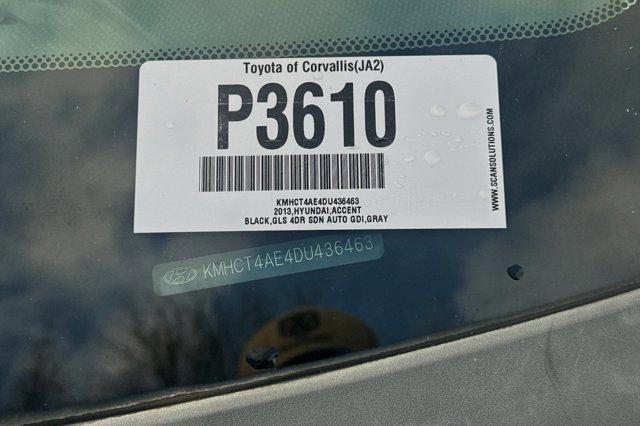 Toyota of Corvallis(JA2)
P3610
KMHCT4AE4DU436463
2013,HYUNDAI,ACCENT
BLACK,GLS 4DR SDN AUTO GDI,GRAY
WWW.SCANSOLUTIONS.COM
KMHCT4AE4DU436463